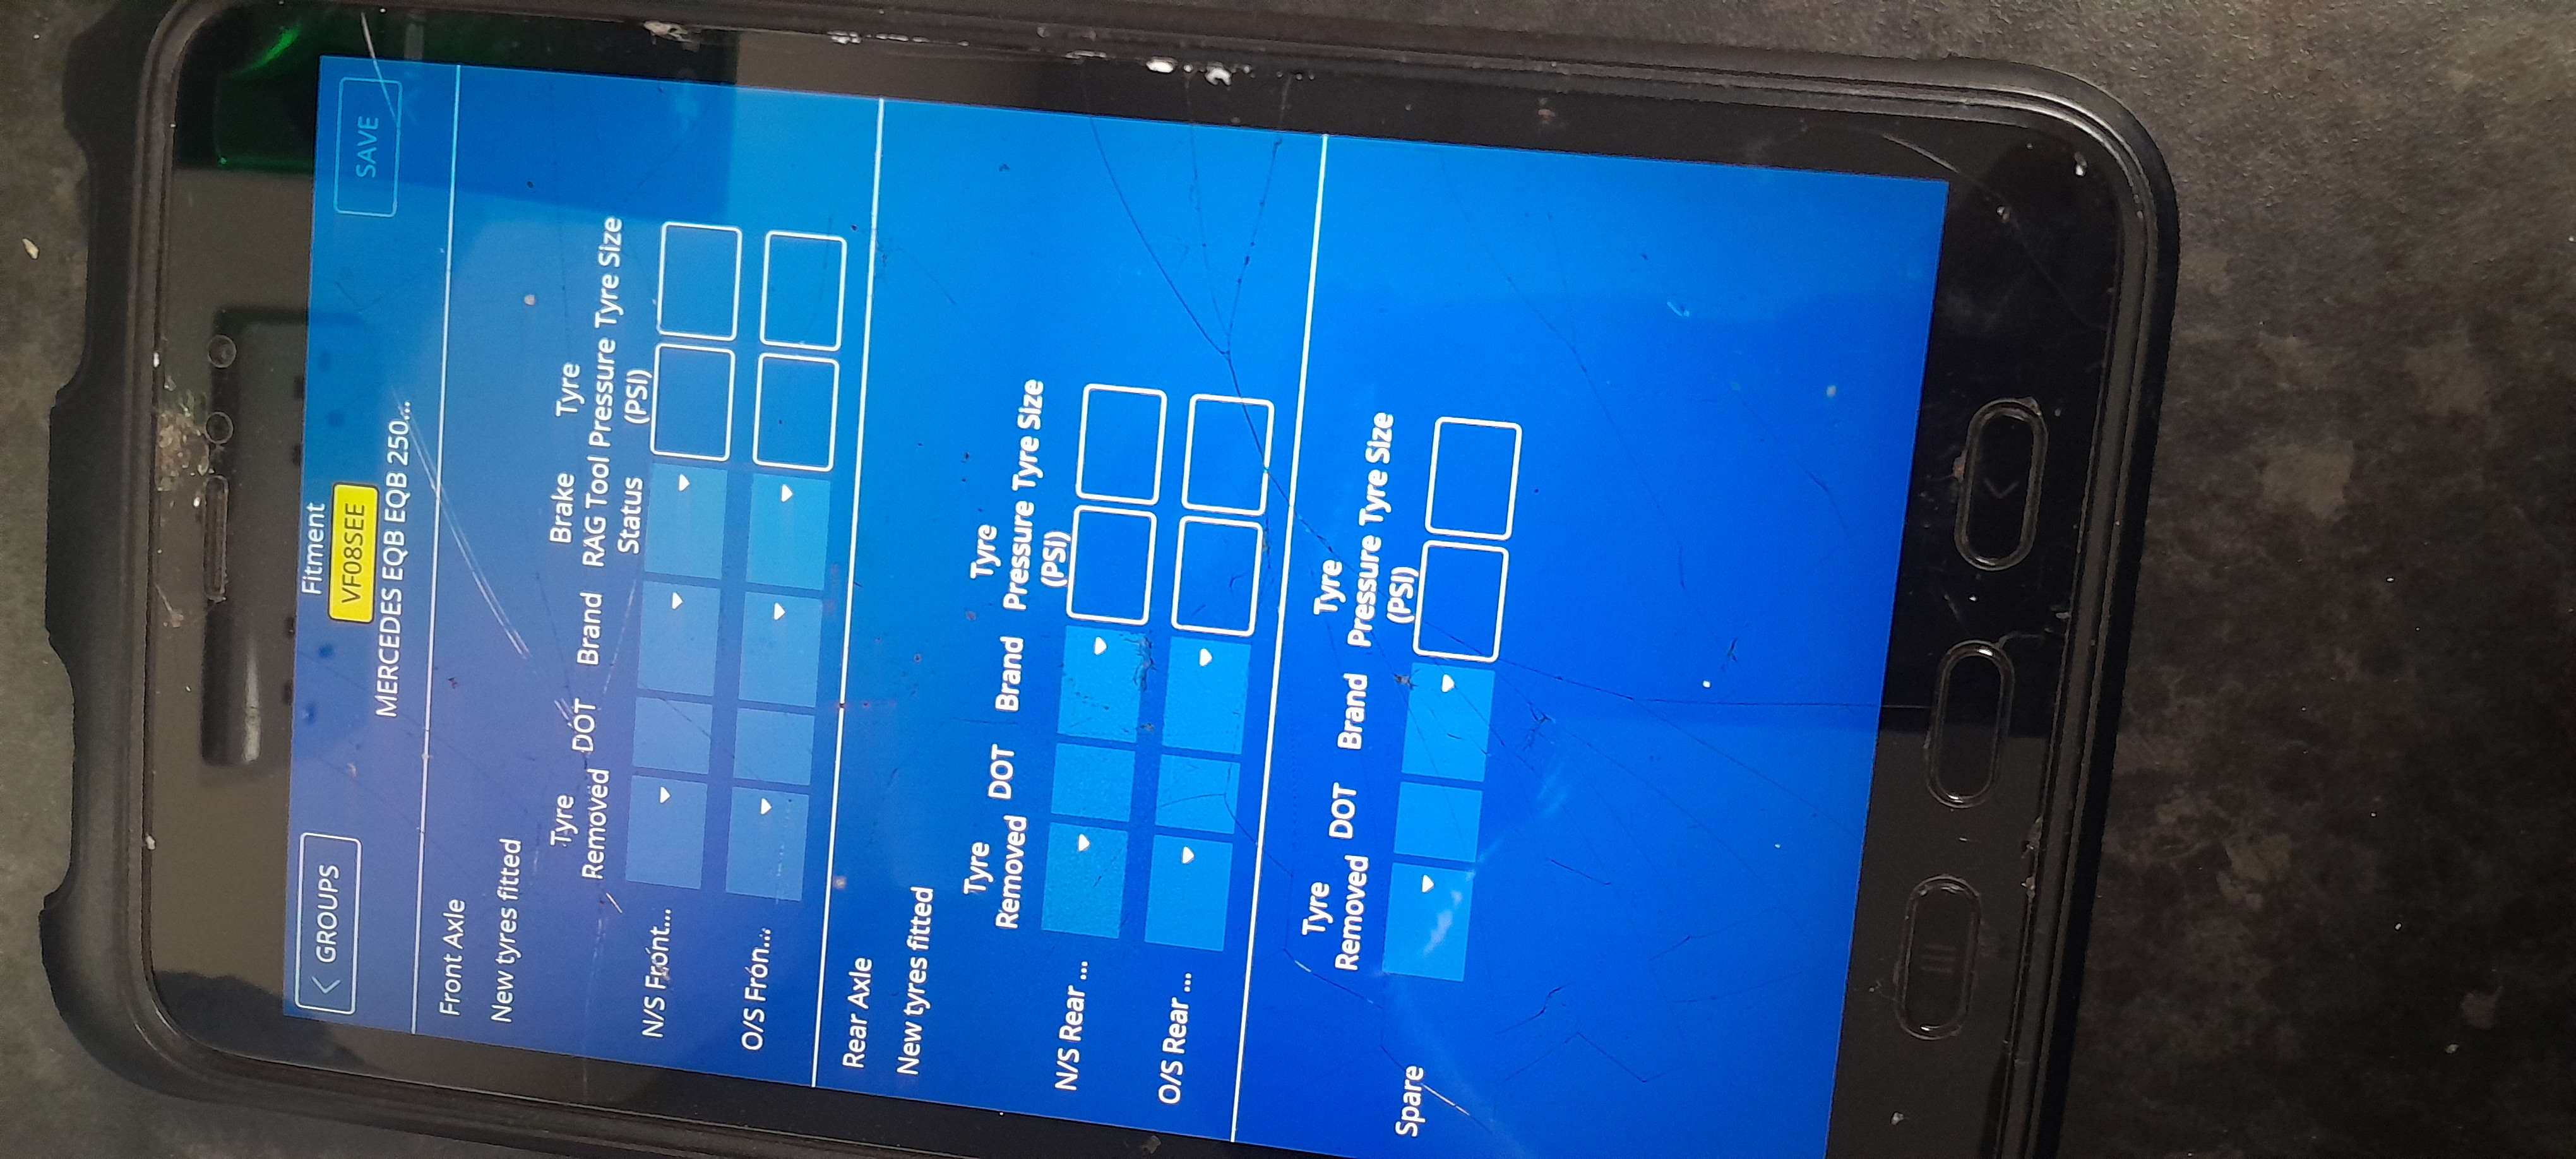 GROUPS
Fitment
VF08SEE
MERCEDES EQB EQB 250...
SAVE
Front Axle
New tyres fitted
Tyre Removed DOT Brand Brake RAG Tool Status Tyre Pressure (PSI) Tyre Size
N/S Front...
O/S Fron...
Rear Axle
New tyres fitted
Tyre Removed DOT Brand Tyre Pressure (PSI) Tyre Size
N/S Rear ...
O/S Rear ...
Tyre Removed DOT Brand Tyre Pressure (PSI) Tyre Size
Spare